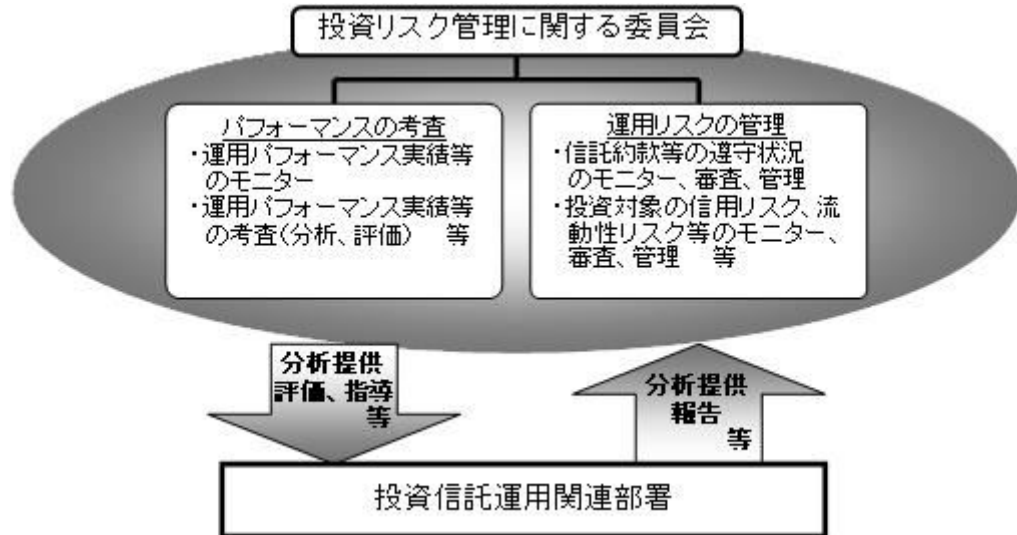 投資リスク管理に関する委員会
パフォーマンスの考査
・運用パフォーマンス実績等
のモニター
・運用パフォーマンス実績等
の考査(分析、評価) 等
運用リスクの管理
・信託約款等の遵守状況
のモニター、審査、管理
・投資対象の信用リスク、流
動性リスク等のモニター、
審査、管理 等
分析提供
評価、指導
等
分析提供
報告
等
投資信託運用関連部署